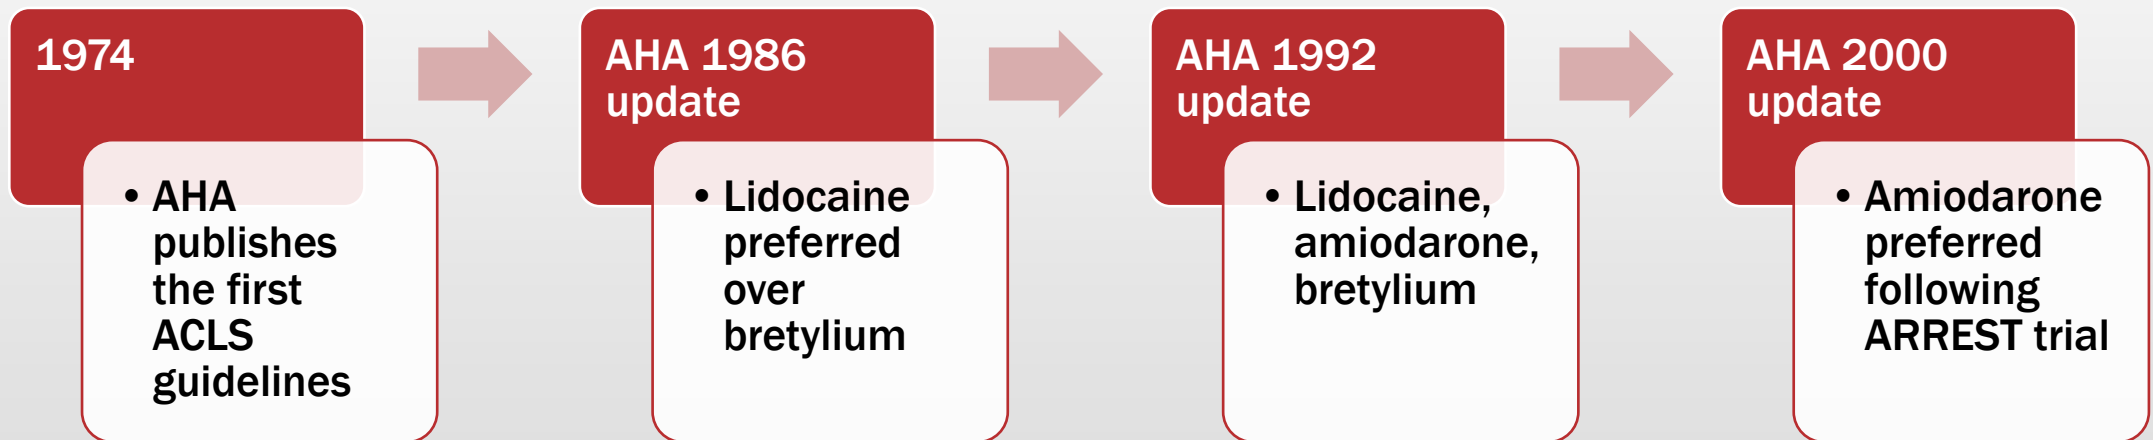 1974
• AHA
publishes
the first
ACLS
guidelines
AHA 1986
update
• Lidocaine
preferred
over
bretylium
AHA 1992
update
• Lidocaine,
amiodarone,
bretylium
AHA 2000
update
• Amiodarone
preferred
following
ARREST trial